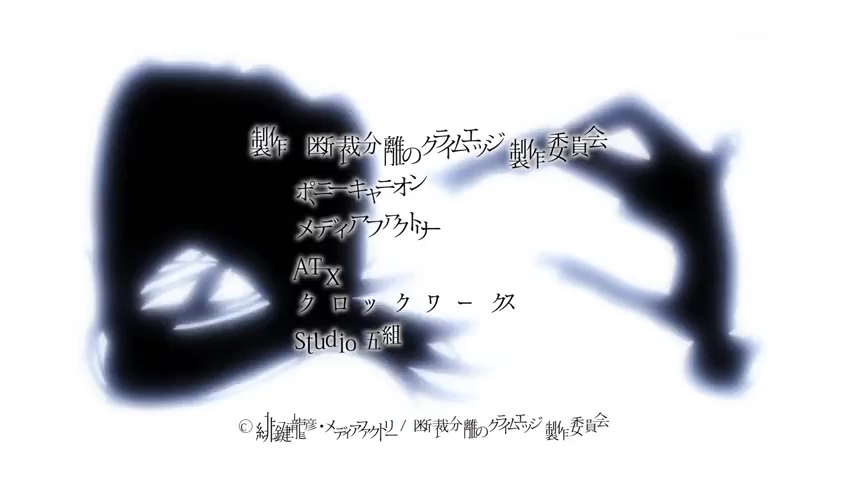 製作 断裁分離のクライムエッジ製作委員会
ポニーキャニオン
メディアファクトリー
AT X
クロックワークス
Studio 五組
© 緋鍵龍彦・メディアファクトリー / 断裁分離のクライムエッジ製作委員会